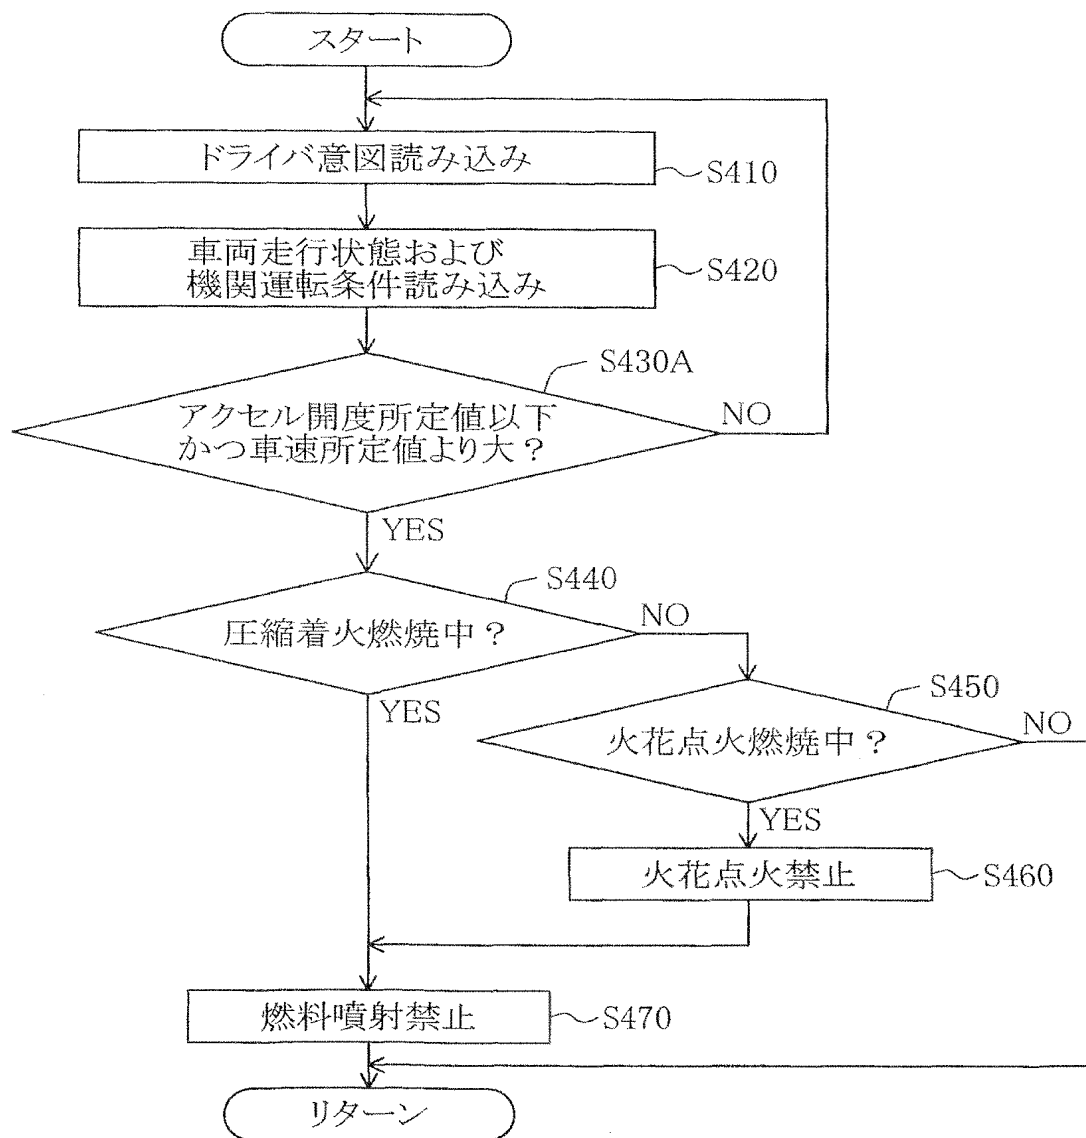 スタート
ドライバ意図読み込み
S410
車両走行状態および
機関運転条件読み込み
S420
S430A
アクセル開度所定値以下
かつ車速所定値より大?
NO
YES
S440
圧縮着火燃焼中?
NO
YES
S450
火花点火燃焼中?
NO
YES
火花点火禁止
S460
燃料噴射禁止
S470
リターン